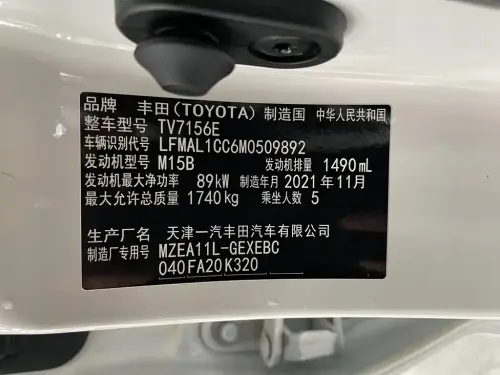 品牌 丰田(TOYOTA) 制造国 中华人民共和国
整车型号 TV7156E
车辆识别代号 LFMAL1CC6M0509892
发动机型号 M15B 发动机排量 1490mL
发动机最大净功率 89kW 制造年月 2021年11月
最大允许总质量 1740kg 乘坐人数 5
生产厂名 天津一汽丰田汽车有限公司
制造厂专用号 MZEA11L-GEXEBC
040FA20K320